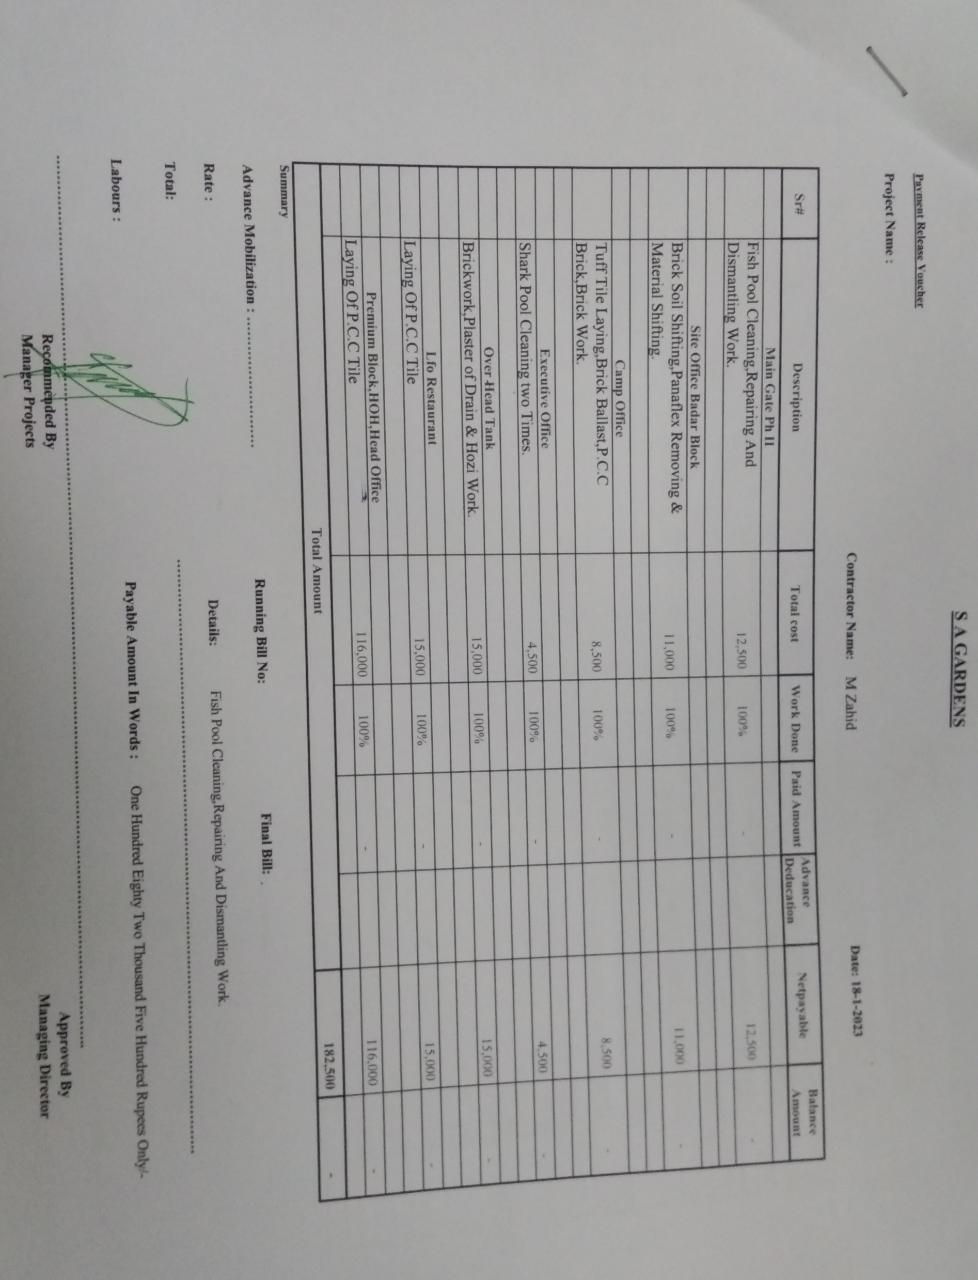 S A GARDENS
Payment Release Voucher
Project Name :
Contractor Name: M Zahid
Date: 18-1-2023
Sr# Description Total cost Work Done Paid Amount Advance Deducation Netpayable Balance Amount
Main Gate Ph II
Fish Pool Cleaning,Repairing And
Dismantling Work. 12,500 100% - 12,500 -
Site Office Badar Block
Brick Soil Shifting,Panaflex Removing &
Material Shifting. 11,000 100% - 11,000 -
Camp Office
Tuff Tile Laying,Brick Ballast,P.C.C
Brick,Brick Work. 8,500 100% - 8,500 -
Executive Office
Shark Pool Cleaning two Times. 4,500 100% - 4,500 -
Over Head Tank
Brickwork,Plaster of Drain & Hozi Work. 15,000 100% - 15,000 -
Lfo Restaurant
Laying Of P.C.C Tile 15,000 100% - 15,000 -
Premium Block,HOH,Head Office
Laying Of P.C.C Tile 116,000 100% - 116,000 -
Total Amount 182,500 -
Summary
Advance Mobilization : .............................. Running Bill No: Final Bill: .
Rate : Details: Fish Pool Cleaning,Repairing And Dismantling Work.
Total:
Labours : Payable Amount In Words : One Hundred Eighty Two Thousand Five Hundred Rupees Only/-
Recommended By
Manager Projects
Approved By
Managing Director